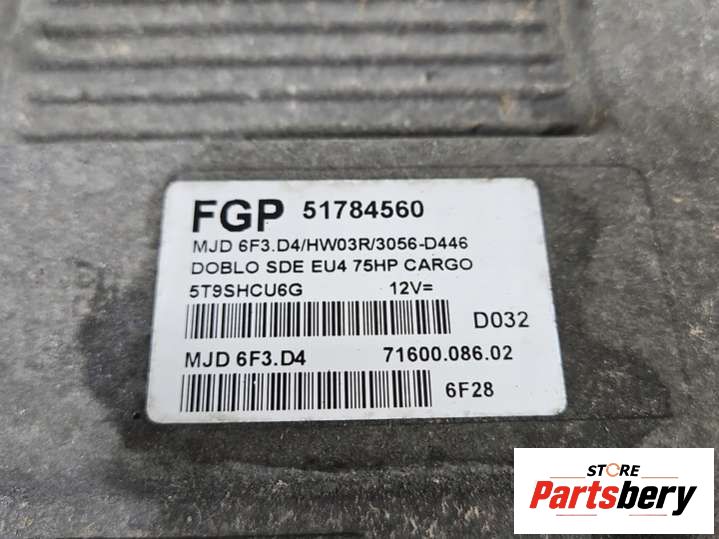 FGP 51784560
MJD 6F3.D4/HW03R/3056-D446
DOBLO SDE EU4 75HP CARGO
5T9SHCU6G 12V=
D032
MJD 6F3.D4 71600.086.02
6F28
STORE
Partsbery